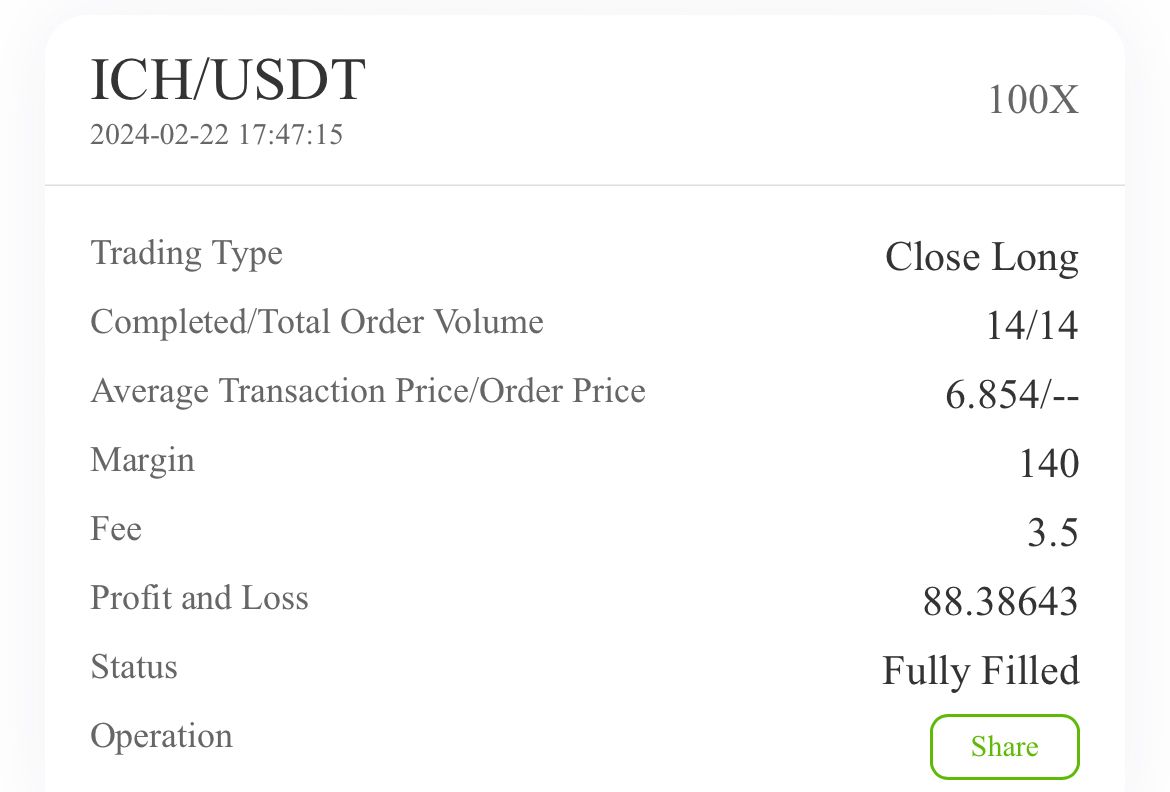 ICH/USDT
100X
2024-02-22 17:47:15
Trading Type Close Long
Completed/Total Order Volume 14/14
Average Transaction Price/Order Price 6.854/--
Margin 140
Fee 3.5
Profit and Loss 88.38643
Status Fully Filled
Operation Share